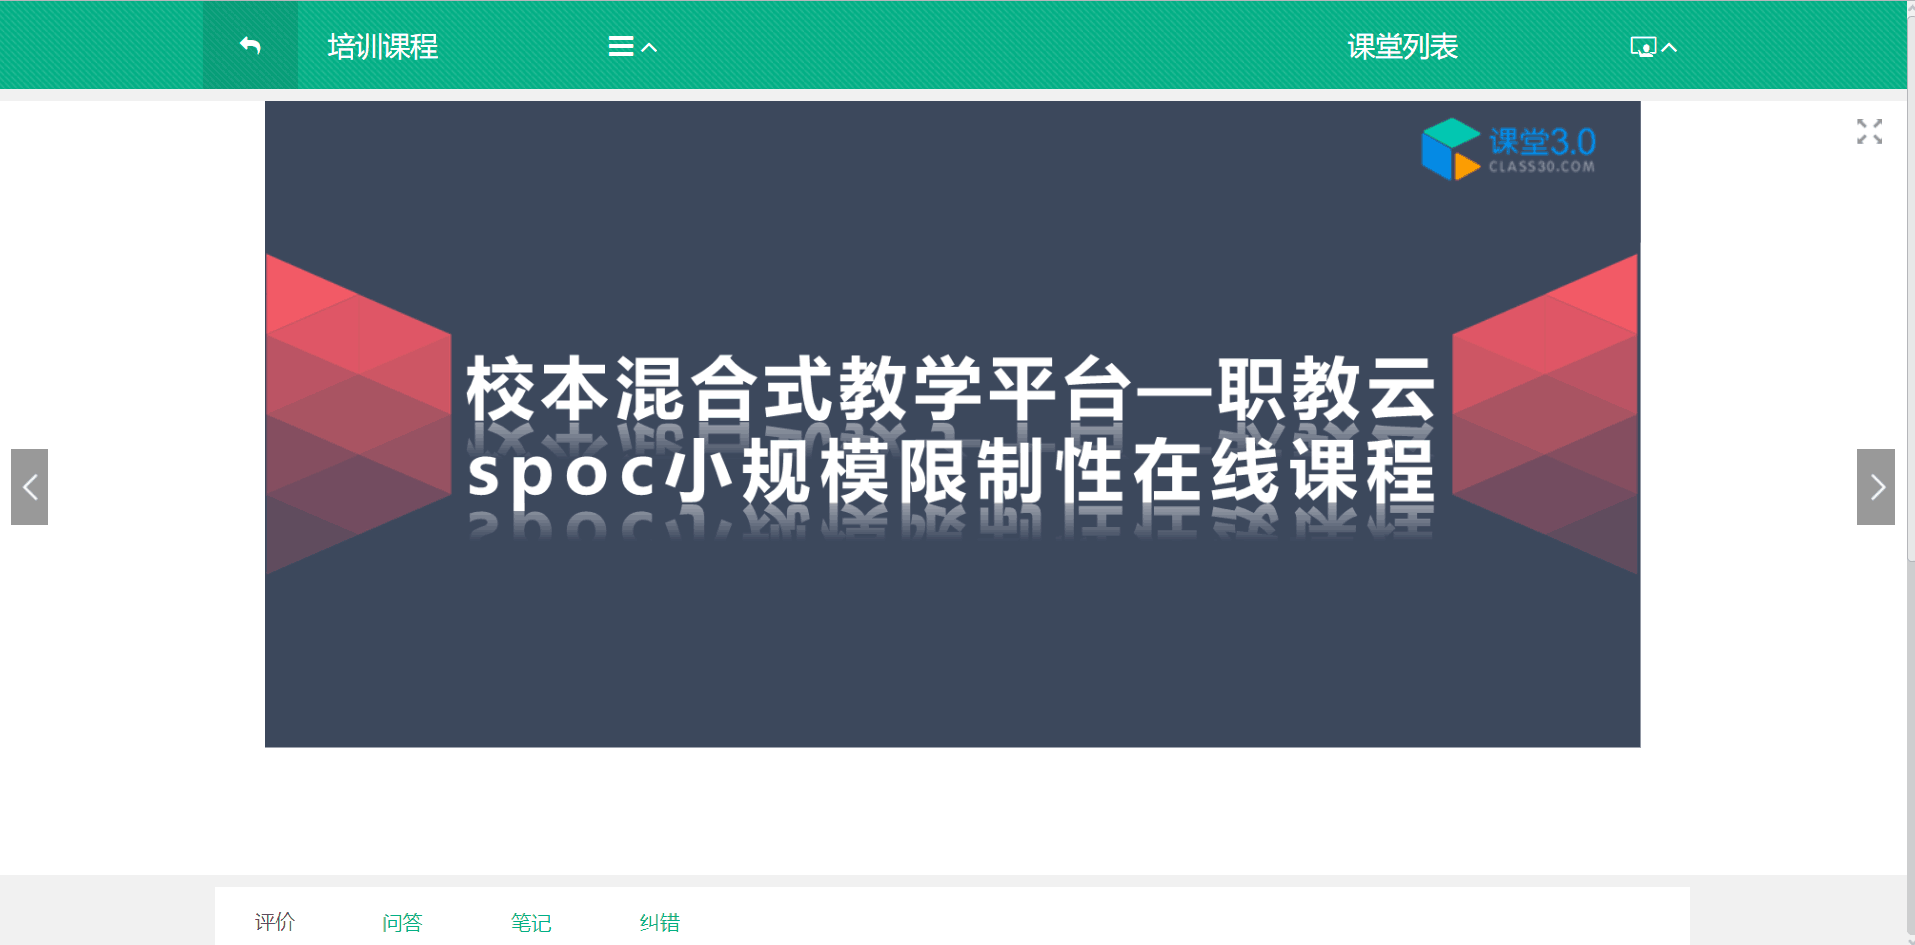 培训课程
课堂列表
课堂3.0
CLASS30.COM
校本混合式教学平台—职教云
spoc小规模限制性在线课程
评价
问答
笔记
纠错